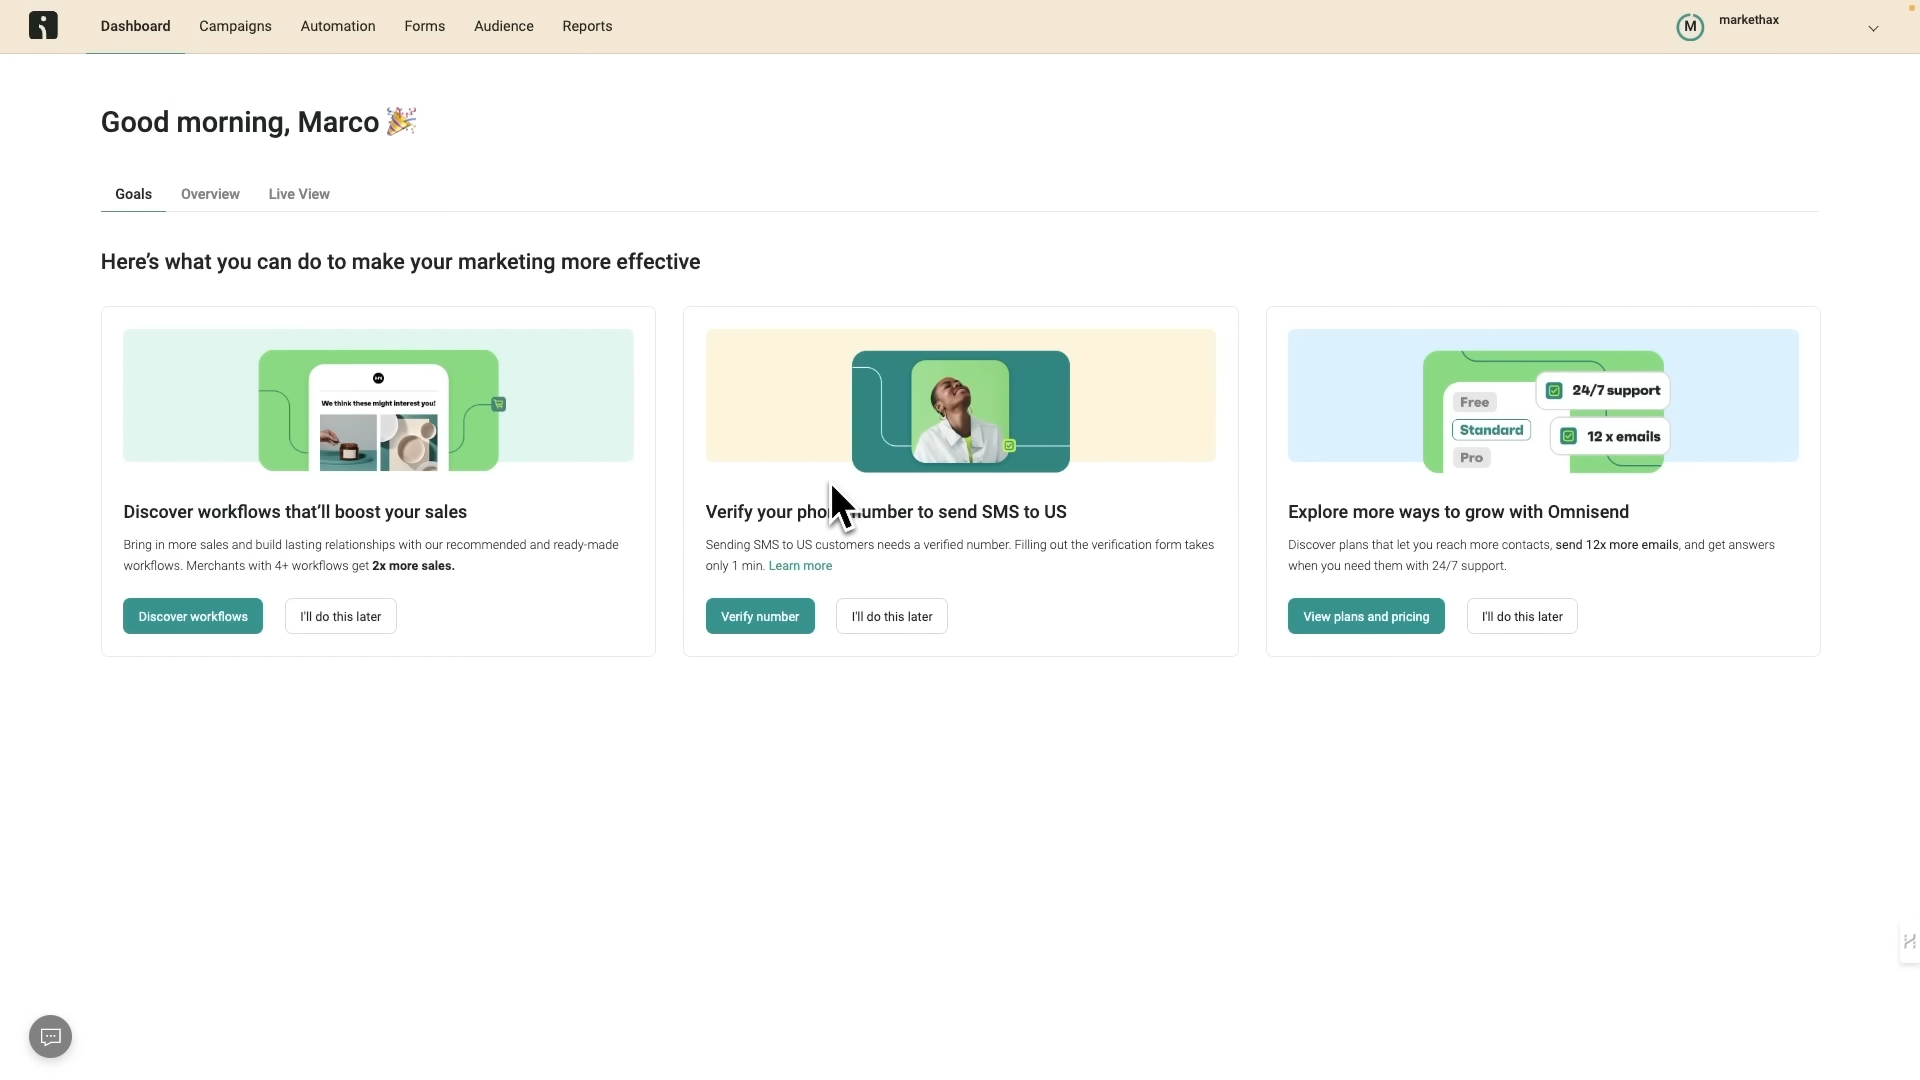 Dashboard
Campaigns
Automation
Forms
Audience
Reports
M
markethax
Good morning, Marco
Goals
Overview
Live View
Here’s what you can do to make your marketing more effective
We think these might interest you!
Discover workflows that’ll boost your sales
Bring in more sales and build lasting relationships with our recommended and ready-made
workflows. Merchants with 4+ workflows get 2x more sales.
Discover workflows
I'll do this later
Verify your number to send SMS to US
Sending SMS to US customers needs a verified number. Filling out the verification form takes
only 1 min. Learn more
Verify number
I'll do this later
Free
Standard
Pro
24/7 support
12 x emails
Explore more ways to grow with Omnisend
Discover plans that let you reach more contacts, send 12x more emails, and get answers
when you need them with 24/7 support.
View plans and pricing
I'll do this later